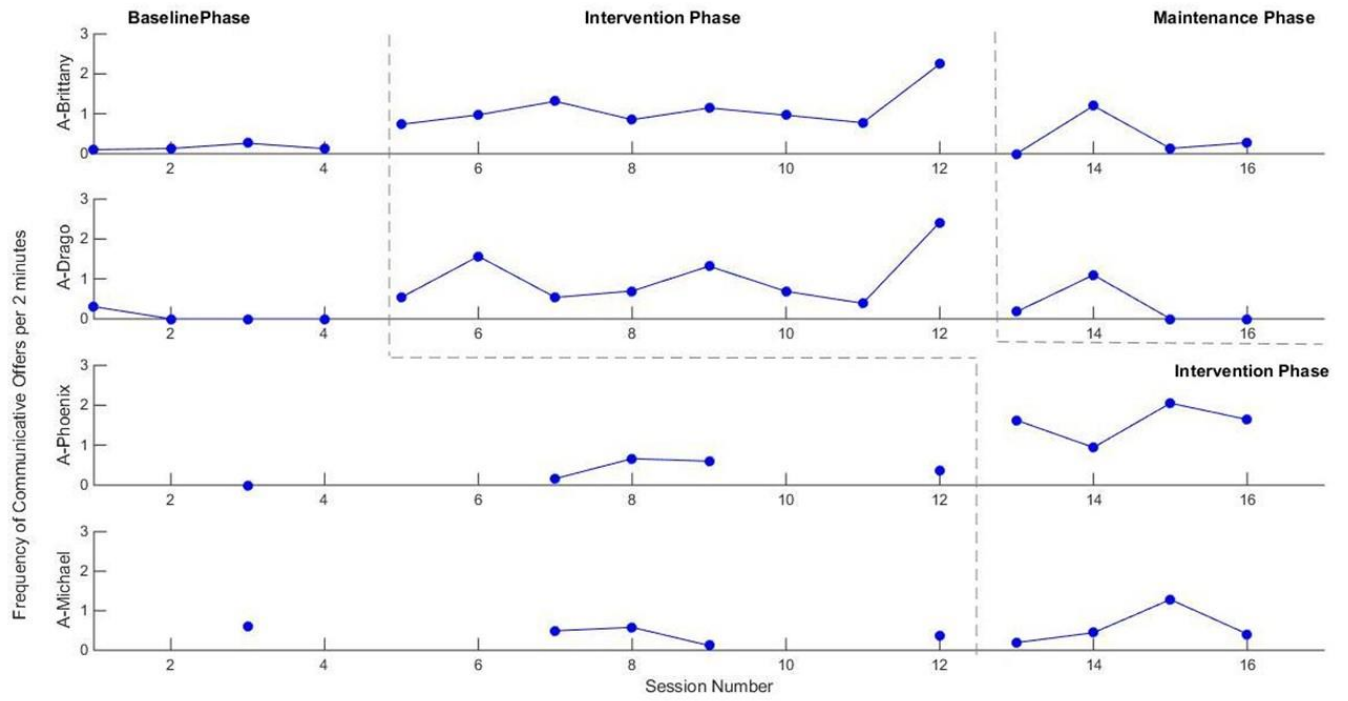 BaselinePhase Intervention Phase Maintenance Phase
Frequency of Communicative Offers per 2 minutes
A-Brittany
3
2
1
0
2 4 6 8 10 12 14 16
A-Drago
3
2
1
0
2 4 6 8 10 12 14 16
Intervention Phase
A-Phoenix
3
2
1
0
2 4 6 8 10 12 14 16
A-Michael
3
2
1
0
2 4 6 8 10 12 14 16
Session Number